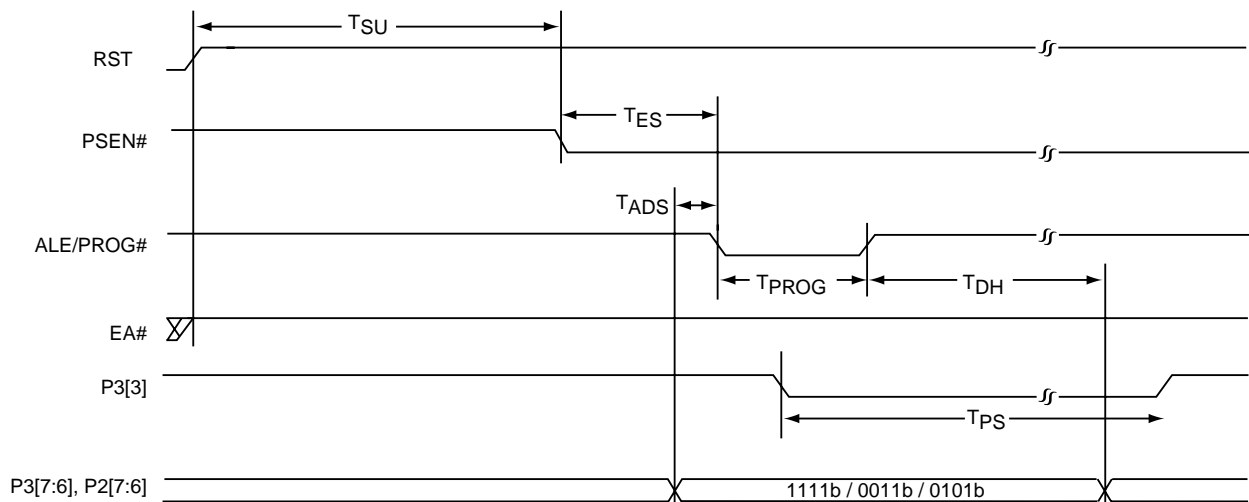 TSU
RST
TES
PSEN#
TADS
ALE/PROG#
TPROG
TDH
EA#
P3[3]
TPS
P3[7:6], P2[7:6]
1111b / 0011b / 0101b